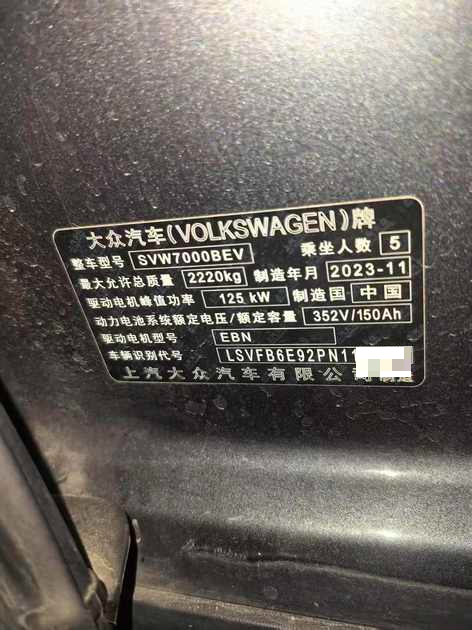 大众汽车(VOLKSWAGEN)牌
整车型号 SVW7000BEV 乘坐人数 5
最大允许总质量 2220kg 制造年月 2023-11
驱动电机峰值功率 125 kW 制造国 中国
动力电池系统额定电压/额定容量 352V/150Ah
驱动电机型号 EBN
车辆识别代号 LSVFB6E92PN11
上汽大众汽车有限公司制造